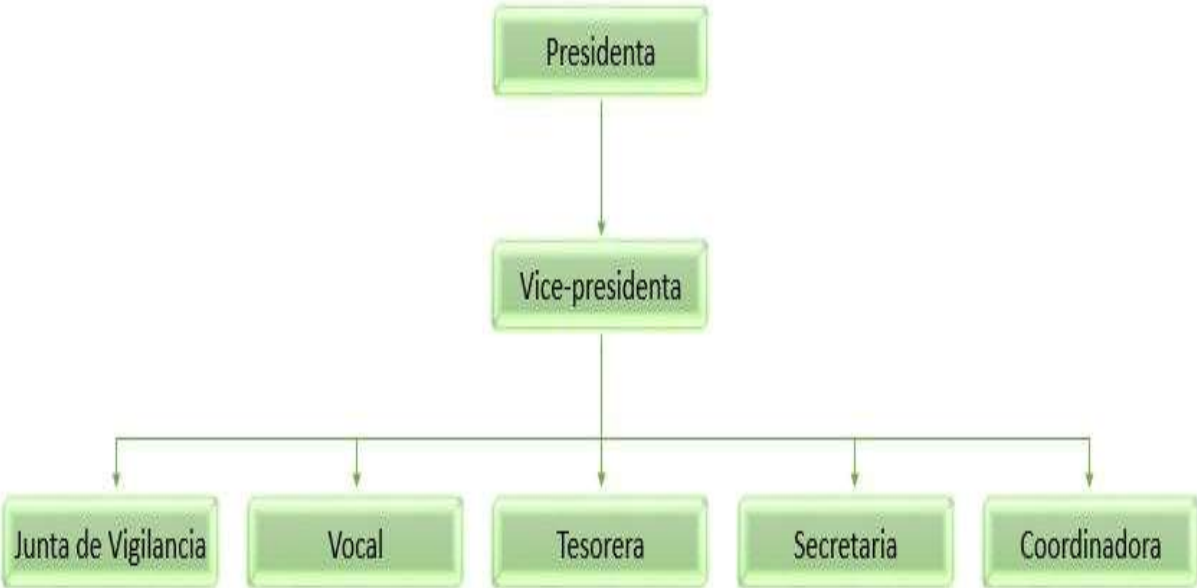 Presidenta
Vice-presidenta
Junta de Vigilancia
Vocal
Tesorera
Secretaria
Coordinadora